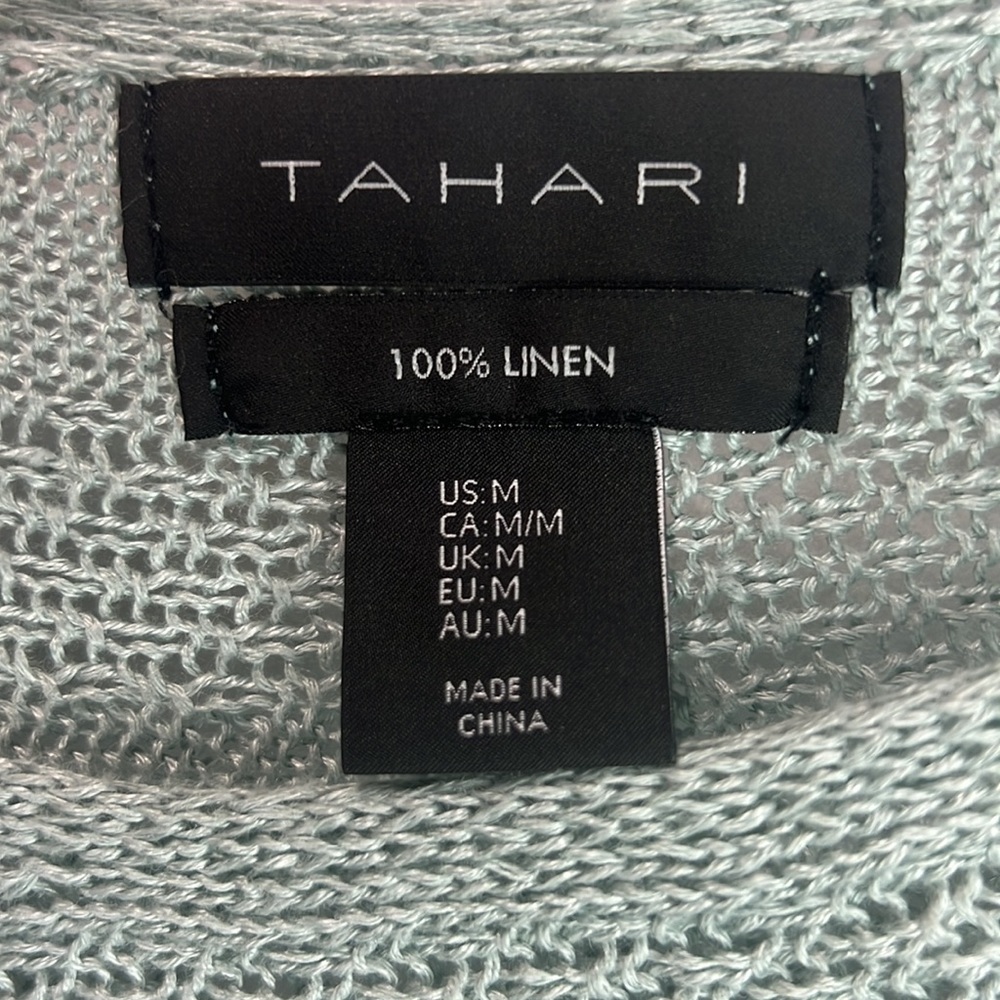 TAHARI
100% LINEN
US: M
CA: M/M
UK: M
EU: M
AU: M
MADE IN
CHINA